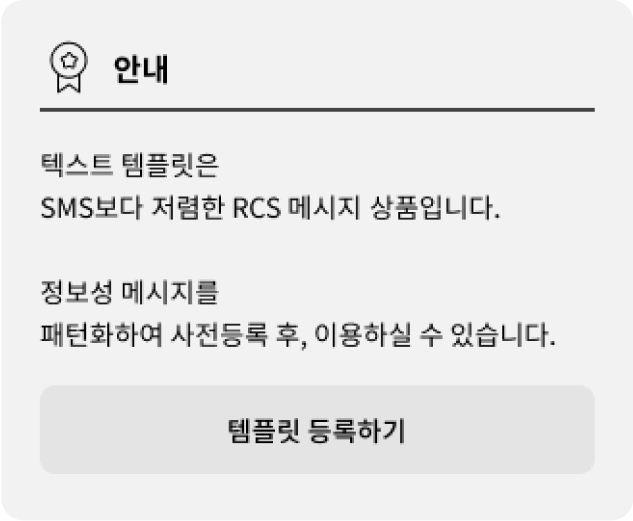 안내
텍스트 템플릿은
SMS보다 저렴한 RCS 메시지 상품입니다.
정보성 메시지를
패턴화하여 사전등록 후, 이용하실 수 있습니다.
템플릿 등록하기